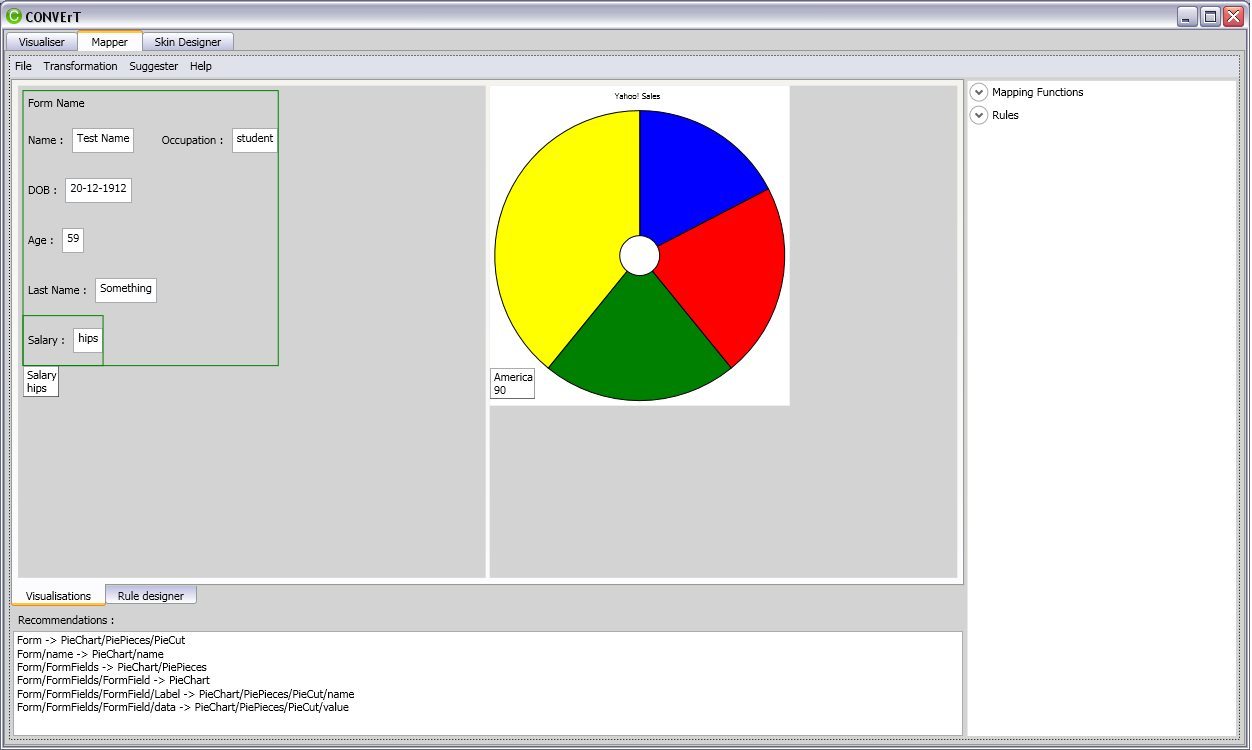 CONVErT
Visualiser Mapper Skin Designer
File Transformation Suggester Help
Form Name
Name : Test Name Occupation : student
DOB : 20-12-1912
Age : 59
Last Name : Something
Salary : hips
Salary
hips
Yahoo! Sales
America
90
Mapping Functions
Rules
Visualisations Rule designer
Recommendations :
Form -> PieChart/PiePieces/PieCut
Form/name -> PieChart/name
Form/FormFields -> PieChart/PiePieces
Form/FormFields/FormField -> PieChart
Form/FormFields/FormField/Label -> PieChart/PiePieces/PieCut/name
Form/FormFields/FormField/data -> PieChart/PiePieces/PieCut/value